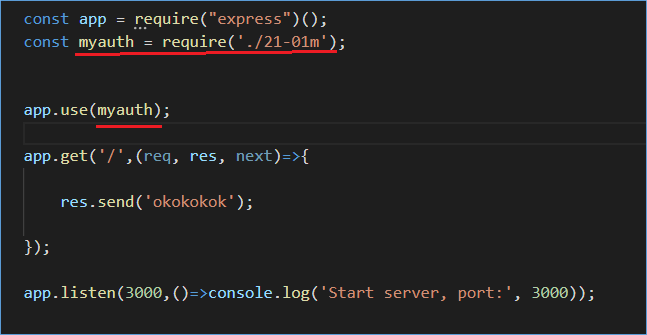 const app = require("express")();
const myauth = require('./21-01m');
app.use(myauth);
app.get('/',(req, res, next)=>{
res.send('okokokok');
});
app.listen(3000,()=>console.log('Start server, port:', 3000));